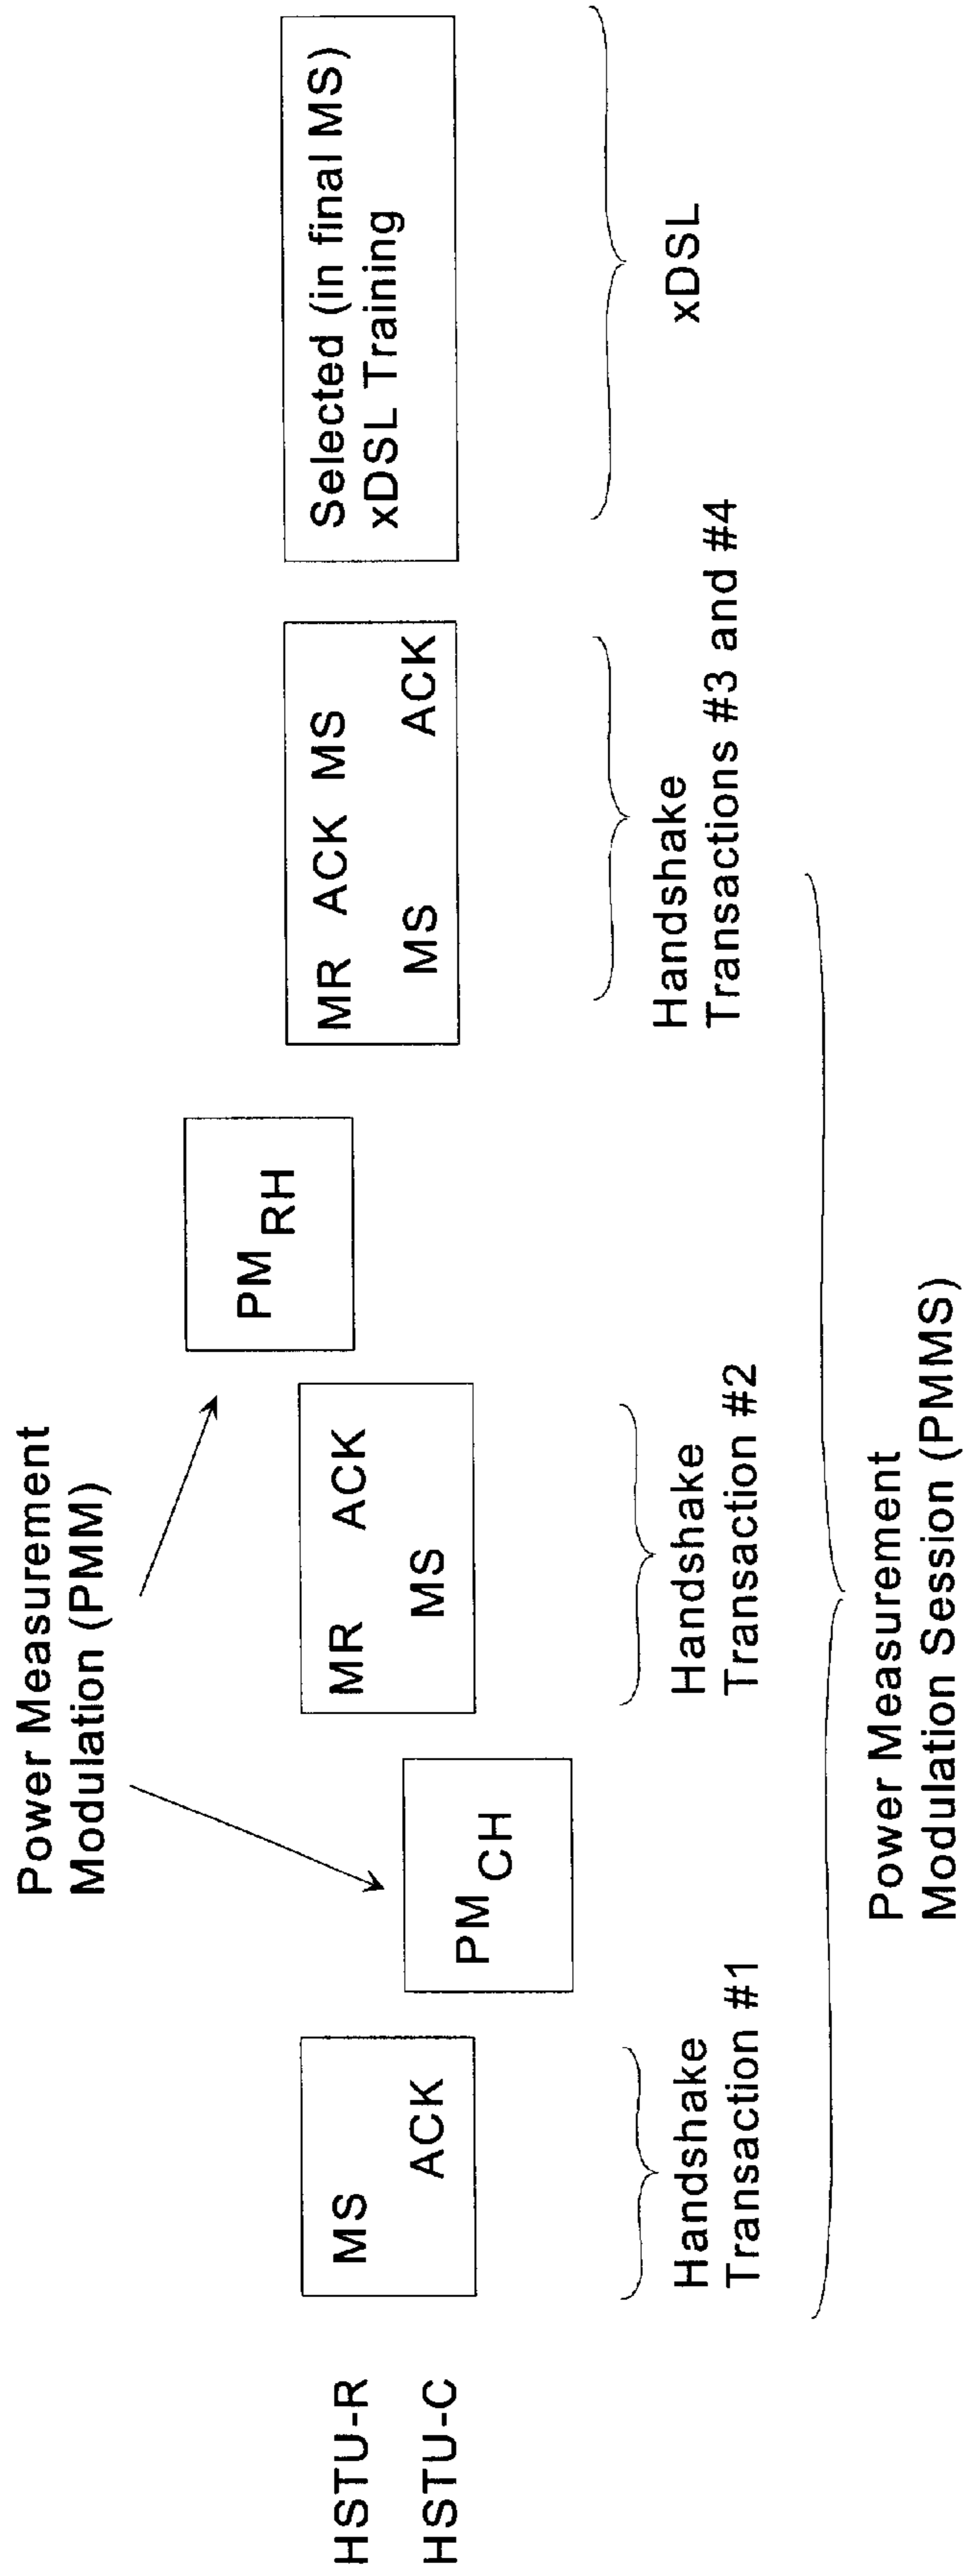 Power Measurement
Modulation (PMM)
HSTU-R
HSTU-C
MS
ACK
PM CH
MR ACK
MS
PM RH
MR ACK MS
MS ACK
Selected (in final MS)
xDSL Training
Handshake
Transaction #1
Handshake
Transaction #2
Handshake
Transactions #3 and #4
xDSL
Power Measurement
Modulation Session (PMMS)